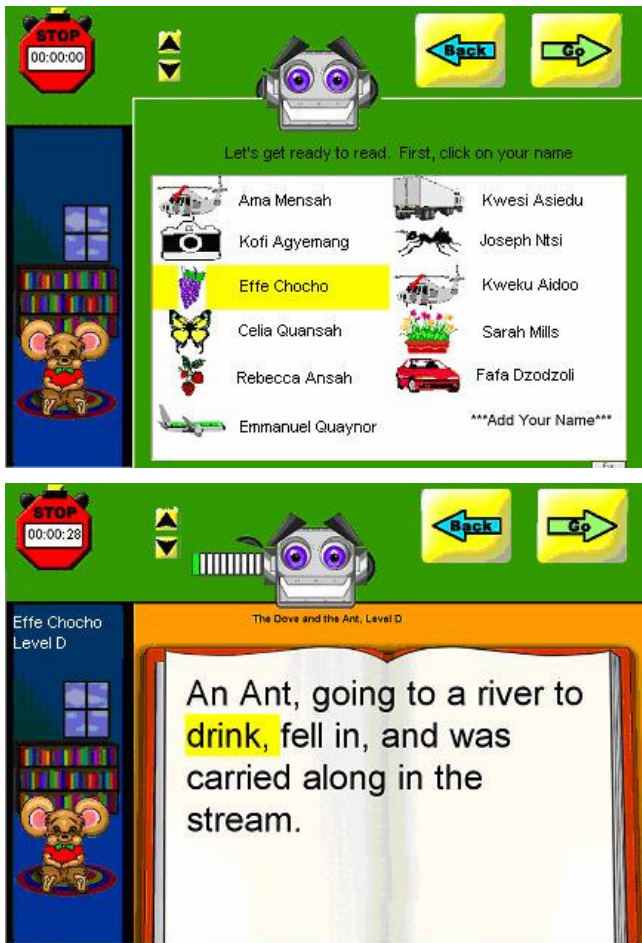 STOP
00:00:00
Back
Go
Let's get ready to read. First, click on your name
Ama Mensah
Kwesi Asiedu
Kofi Agyemang
Joseph Ntsi
Effe Chocho
Kweku Aidoo
Celia Quansah
Sarah Mills
Rebecca Ansah
Fafa Dzodzoli
Emmanuel Quaynor
***Add Your Name***
STOP
00:00:28
Back
Go
Effe Chocho
Level D
The Dove and the Ant, Level D
An Ant, going to a river to
drink, fell in, and was
carried along in the
stream.